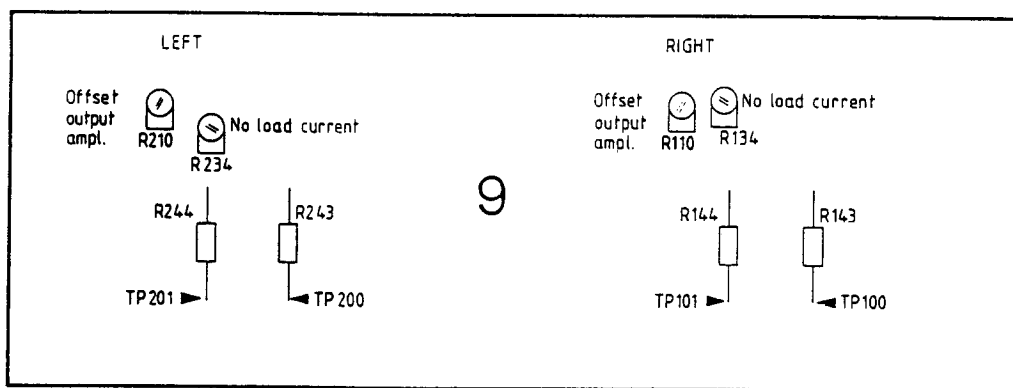 LEFT
RIGHT
Offset
output
ampl.
R210
No load current
R234
Offset
output
ampl.
R110
No load current
R134
R244
R243
9
R144
R143
TP201
TP200
TP101
TP100